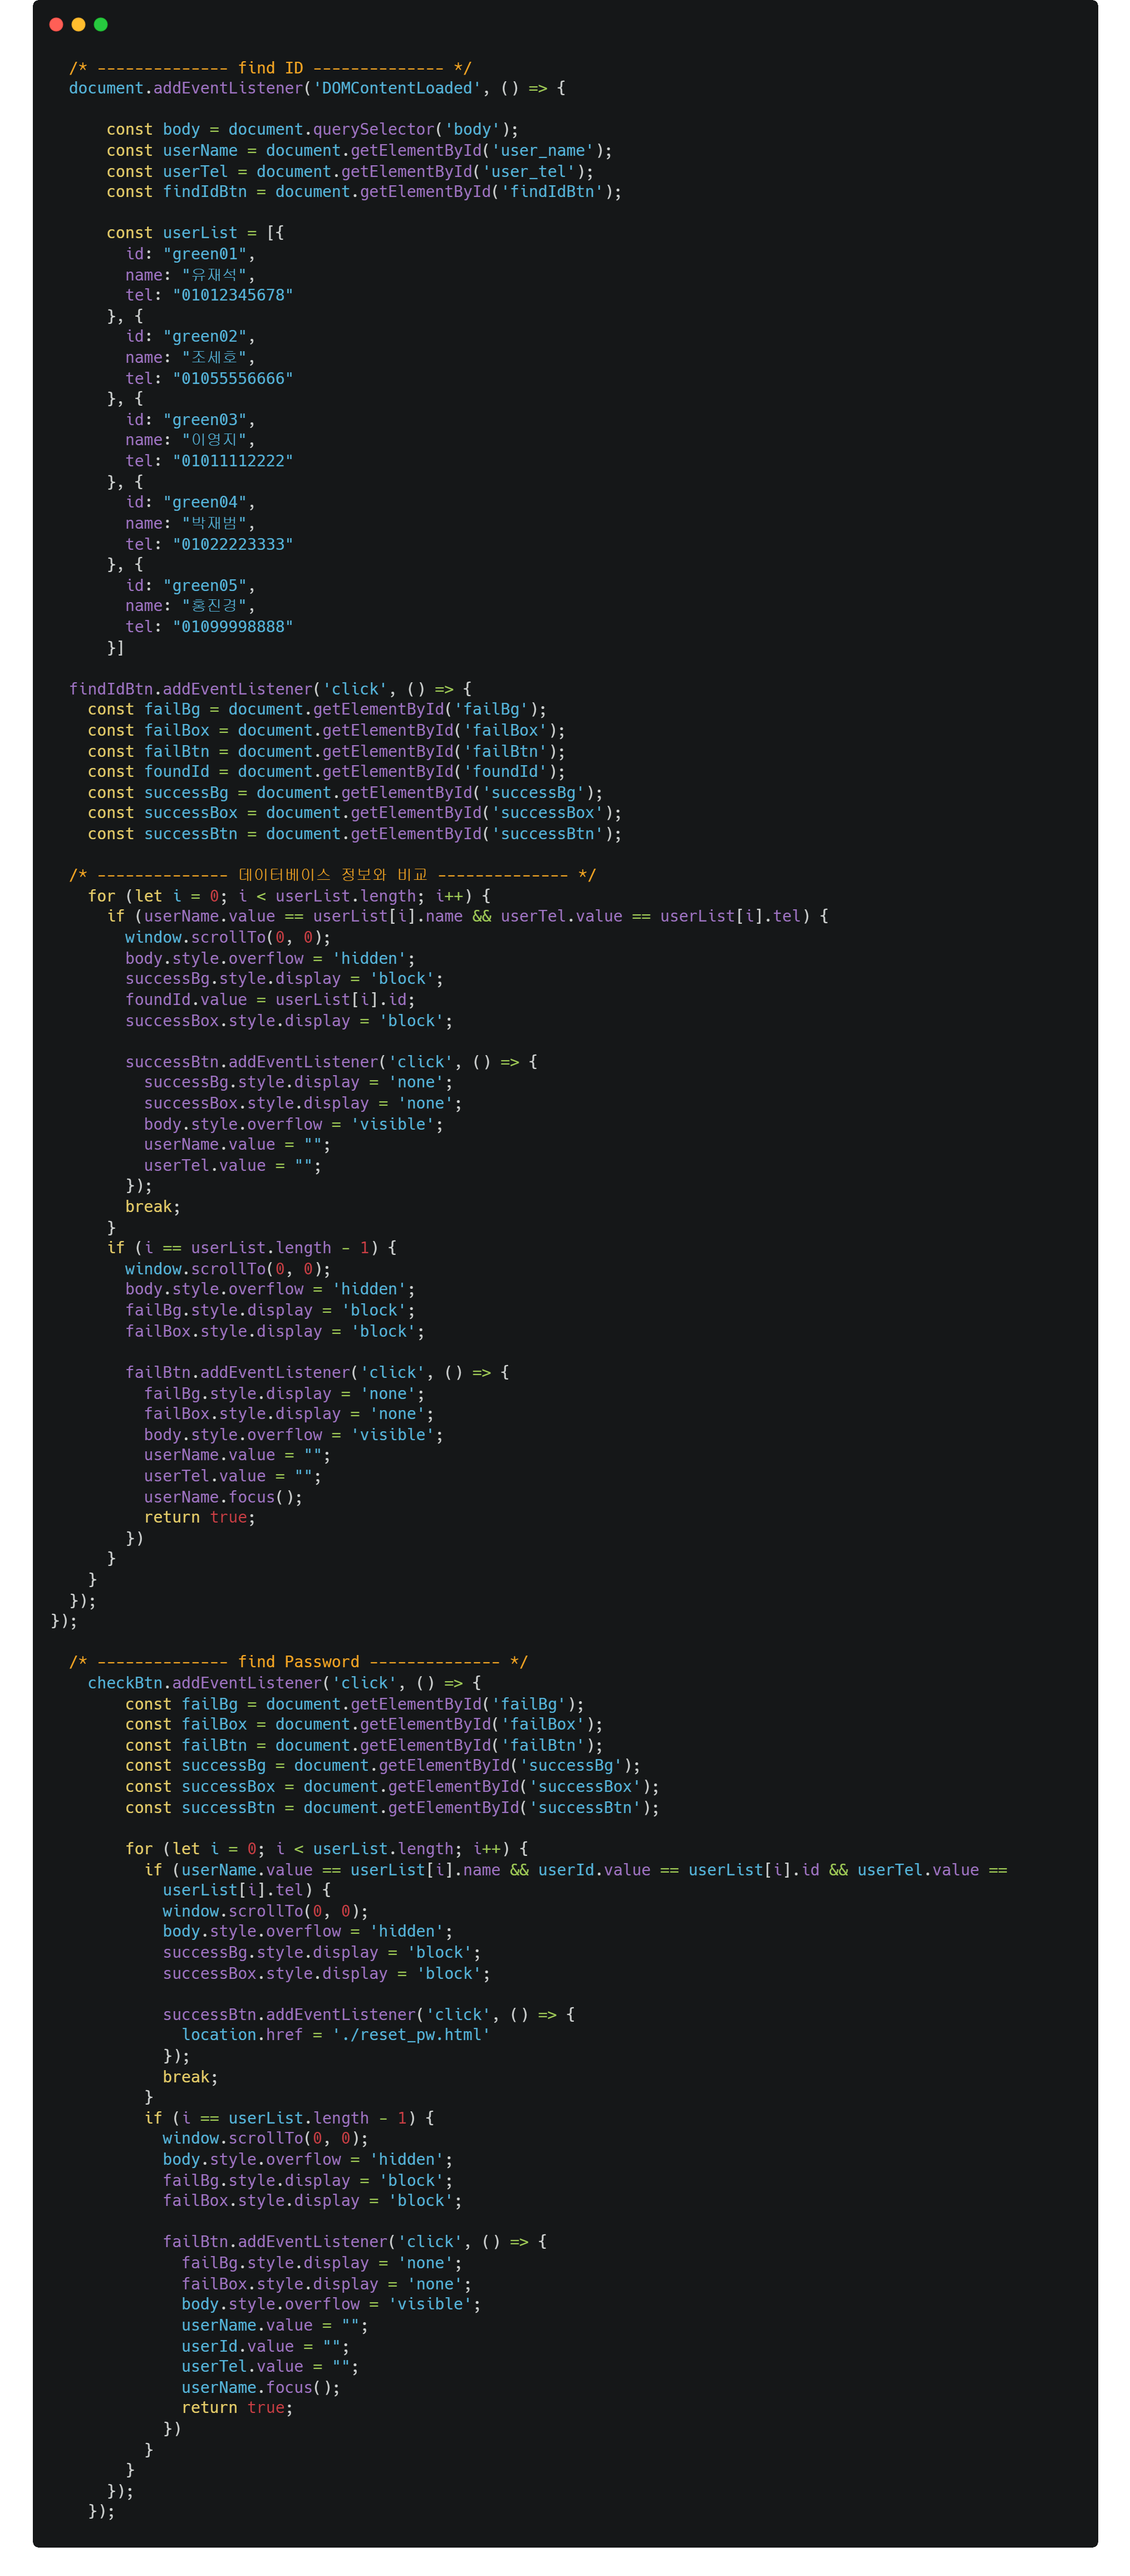 /* -------------- find ID -------------- */
document.addEventListener('DOMContentLoaded', () => {
const body = document.querySelector('body');
const userName = document.getElementById('user_name');
const userTel = document.getElementById('user_tel');
const findIdBtn = document.getElementById('findIdBtn');
const userList = [{
id: "green01",
name: "유재석",
tel: "01012345678"
}, {
id: "green02",
name: "조세호",
tel: "01055556666"
}, {
id: "green03",
name: "이영지",
tel: "01011112222"
}, {
id: "green04",
name: "박재범",
tel: "01022223333"
}, {
id: "green05",
name: "홍진경",
tel: "01099998888"
}]
findIdBtn.addEventListener('click', () => {
const failBg = document.getElementById('failBg');
const failBox = document.getElementById('failBox');
const failBtn = document.getElementById('failBtn');
const foundId = document.getElementById('foundId');
const successBg = document.getElementById('successBg');
const successBox = document.getElementById('successBox');
const successBtn = document.getElementById('successBtn');
/* -------------- 데이터베이스 정보와 비교 -------------- */
for (let i = 0; i < userList.length; i++) {
if (userName.value == userList[i].name && userTel.value == userList[i].tel) {
window.scrollTo(0, 0);
body.style.overflow = 'hidden';
successBg.style.display = 'block';
foundId.value = userList[i].id;
successBox.style.display = 'block';
successBtn.addEventListener('click', () => {
successBg.style.display = 'none';
successBox.style.display = 'none';
body.style.overflow = 'visible';
userName.value = "";
userTel.value = "";
});
break;
}
if (i == userList.length - 1) {
window.scrollTo(0, 0);
body.style.overflow = 'hidden';
failBg.style.display = 'block';
failBox.style.display = 'block';
failBtn.addEventListener('click', () => {
failBg.style.display = 'none';
failBox.style.display = 'none';
body.style.overflow = 'visible';
userName.value = "";
userTel.value = "";
userName.focus();
return true;
})
}
}
});
});
/* -------------- find Password -------------- */
checkBtn.addEventListener('click', () => {
const failBg = document.getElementById('failBg');
const failBox = document.getElementById('failBox');
const failBtn = document.getElementById('failBtn');
const successBg = document.getElementById('successBg');
const successBox = document.getElementById('successBox');
const successBtn = document.getElementById('successBtn');
for (let i = 0; i < userList.length; i++) {
if (userName.value == userList[i].name && userId.value == userList[i].id && userTel.value ==
userList[i].tel) {
window.scrollTo(0, 0);
body.style.overflow = 'hidden';
successBg.style.display = 'block';
successBox.style.display = 'block';
successBtn.addEventListener('click', () => {
location.href = './reset_pw.html'
});
break;
}
if (i == userList.length - 1) {
window.scrollTo(0, 0);
body.style.overflow = 'hidden';
failBg.style.display = 'block';
failBox.style.display = 'block';
failBtn.addEventListener('click', () => {
failBg.style.display = 'none';
failBox.style.display = 'none';
body.style.overflow = 'visible';
userName.value = "";
userId.value = "";
userTel.value = "";
userName.focus();
return true;
})
}
}
});
});